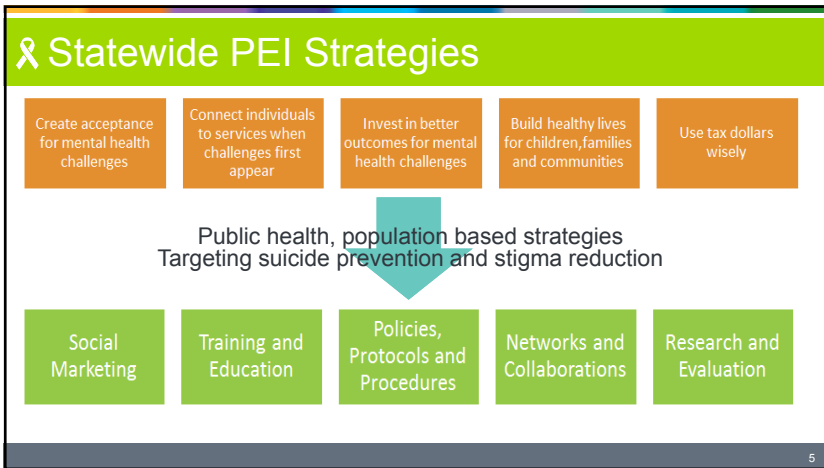 Statewide PEI Strategies
Create acceptance
for mental health
challenges
Connect individuals
to services when
challenges first
appear
Invest in better
outcomes for mental
health challenges
Build healthy lives
for children,families
and communities
Use tax dollars
wisely
Public health, population based strategies
Targeting suicide prevention and stigma reduction
Social
Marketing
Training and
Education
Policies,
Protocols and
Procedures
Networks and
Collaborations
Research and
Evaluation
5